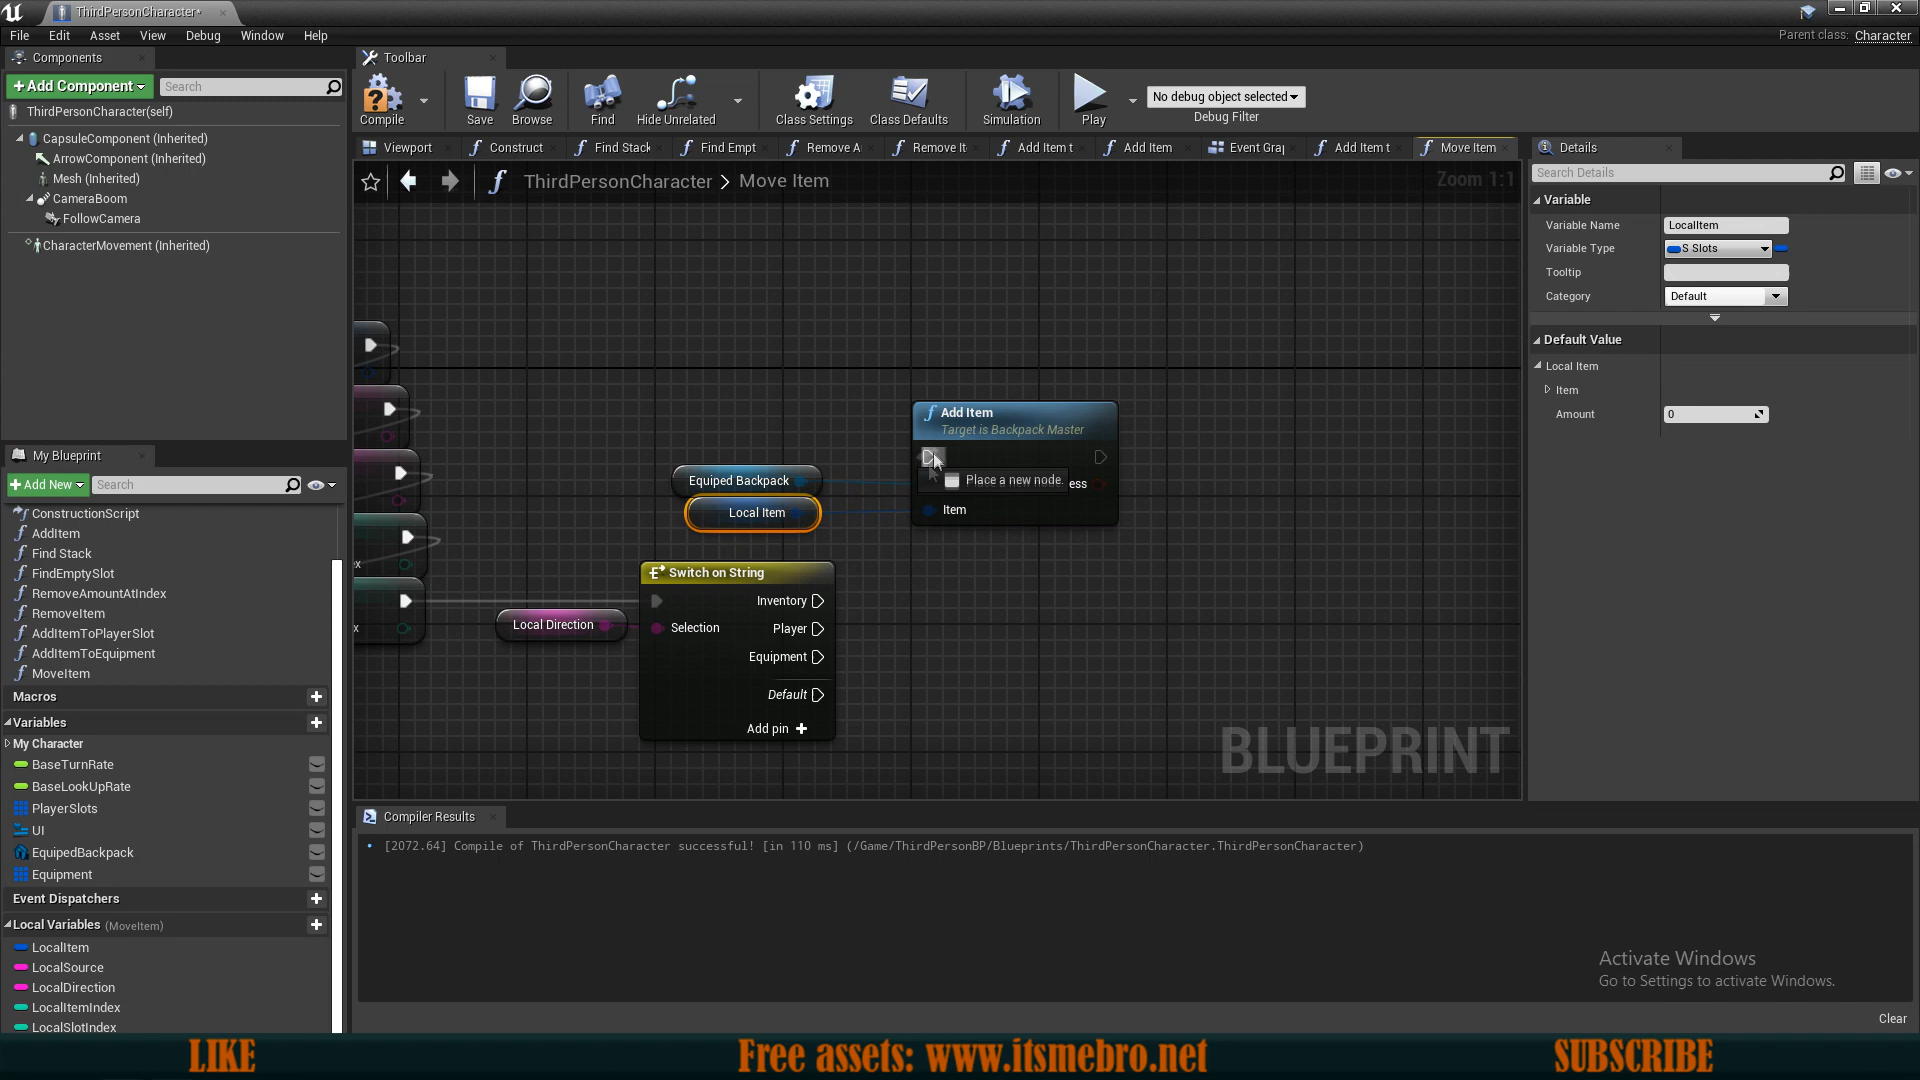 ThirdPersonCharacter*
File Edit Asset View Debug Window Help
Parent class: Character
Components
Toolbar
+Add Component
Search
ThirdPersonCharacter(self)
CapsuleComponent (Inherited)
ArrowComponent (Inherited)
Mesh (Inherited)
CameraBoom
FollowCamera
CharacterMovement (Inherited)
Compile
Save
Browse
Find
Hide Unrelated
Class Settings
Class Defaults
Simulation
Play
No debug object selected
Debug Filter
Viewport
Construct
Find Stack
Find Empt
Remove A
Remove It
Add Item t
Add Item
Event Gra
Add Item t
Move Item
ThirdPersonCharacter > Move Item
Zoom 1:1
Add Item
Target is Backpack Master
Place a new node.
ess
Item
Equiped Backpack
Local Item
Switch on String
Inventory
Selection
Player
Equipment
Default
Add pin +
Local Direction
ex
x
BLUEPRINT
My Blueprint
+Add New
Search
ConstructionScript
AddItem
Find Stack
FindEmptySlot
RemoveAmountAtIndex
RemoveItem
AddItemToPlayerSlot
AddItemToEquipment
MoveItem
Macros
Variables
My Character
BaseTurnRate
BaseLookUpRate
PlayerSlots
UI
EquipedBackpack
Equipment
Event Dispatchers
Local Variables (MoveItem)
LocalItem
LocalSource
LocalDirection
LocalItemIndex
LocalSlotIndex
Details
Search Details
Variable
Variable Name LocalItem
Variable Type S Slots
Tooltip
Category Default
Default Value
Local Item
Item
Amount 0
Compiler Results
[2072.64] Compile of ThirdPersonCharacter successful! [in 110 ms] (/Game/ThirdPersonBP/Blueprints/ThirdPersonCharacter.ThirdPersonCharacter)
Activate Windows
Go to Settings to activate Windows.
Clear
LIKE
Free assets: www.itsmebro.net
SUBSCRIBE